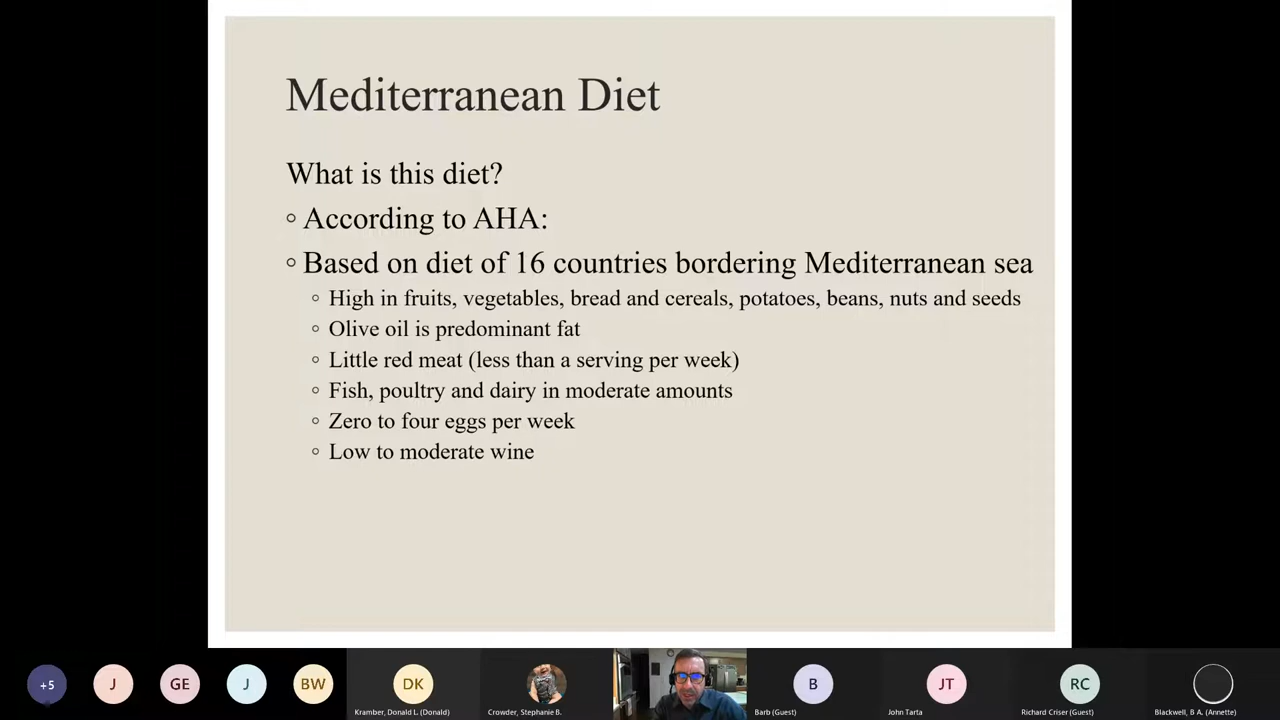 Mediterranean Diet
What is this diet?
According to AHA:
Based on diet of 16 countries bordering Mediterranean sea
High in fruits, vegetables, bread and cereals, potatoes, beans, nuts and seeds
Olive oil is predominant fat
Little red meat (less than a serving per week)
Fish, poultry and dairy in moderate amounts
Zero to four eggs per week
Low to moderate wine
+5
J
GE
J
BW
DK
B
JT
RC
Kramber, Donald L. (Donald)
Crowder, Stephanie B.
Barb (Guest)
John Tarta
Richard Criser (Guest)
Blackwell, B A. (Annette)